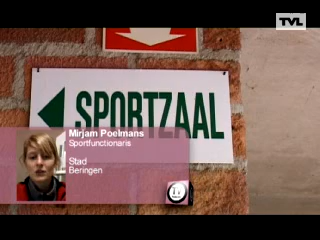 TVL
SPORTZAAL
Mirjam Poelmans
Sportfunctionaris
Stad
Beringen